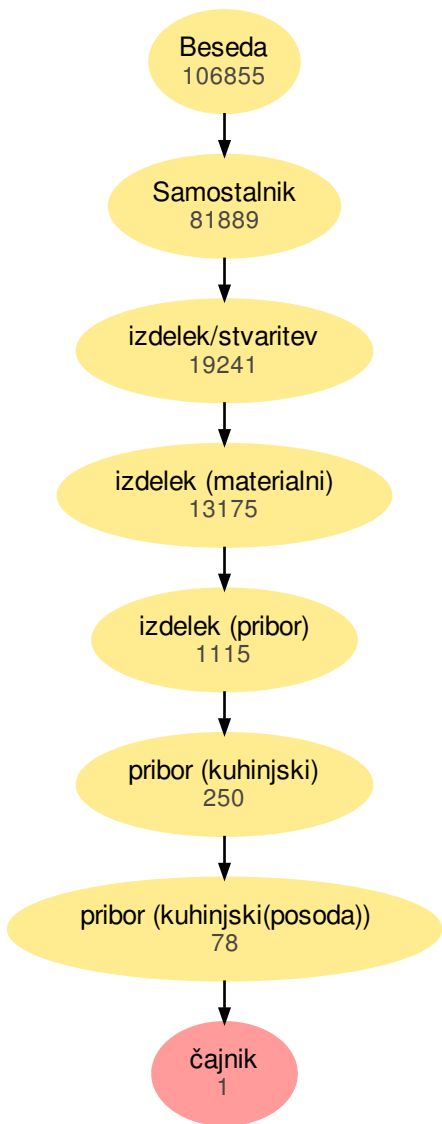 Beseda
106855
Samostalnik
81889
izdelek/stvaritev
19241
izdelek (materialni)
13175
izdelek (pribor)
1115
pribor (kuhinjski)
250
pribor (kuhinjski(posoda))
78
čajnik
1